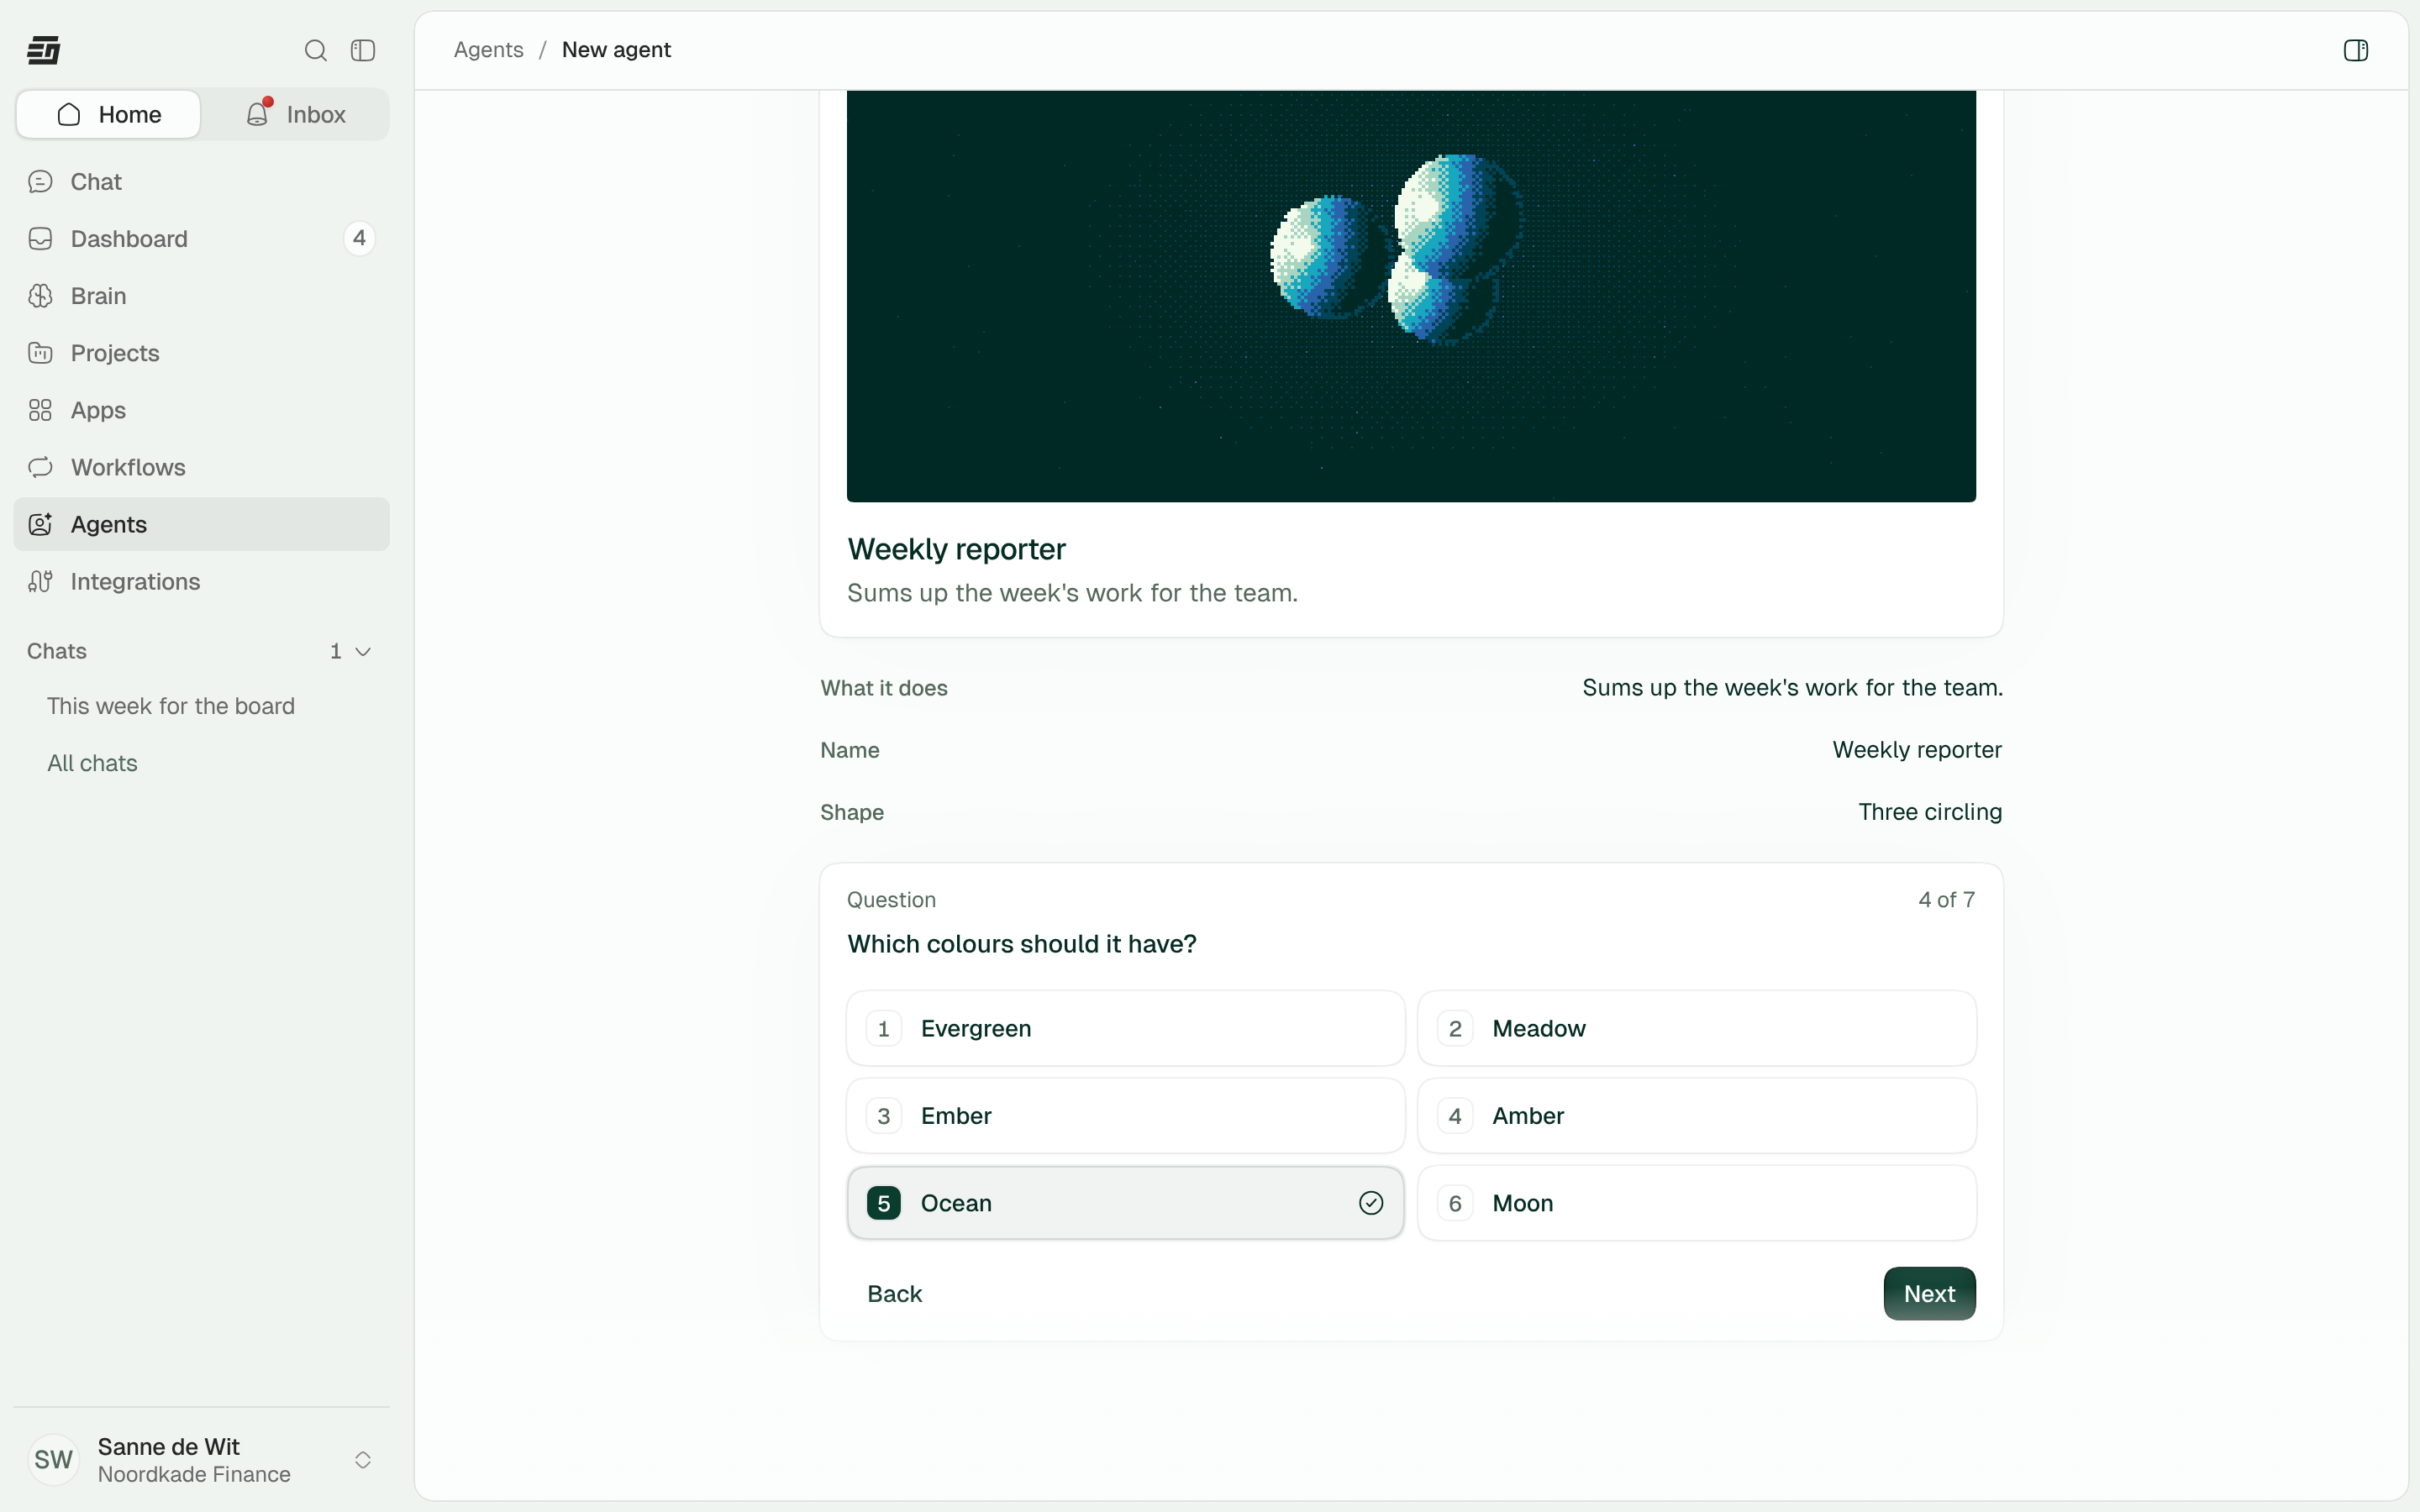 Home
Inbox
Chat
Dashboard
4
Brain
Projects
Apps
Workflows
Agents
Integrations
Chats
1
This week for the board
All chats
SW
Sanne de Wit
Noordkade Finance
Agents / New agent
Weekly reporter
Sums up the week's work for the team.
What it does
Sums up the week's work for the team.
Name
Weekly reporter
Shape
Three circling
Question
4 of 7
Which colours should it have?
1 Evergreen
2 Meadow
3 Ember
4 Amber
5 Ocean
6 Moon
Back
Next